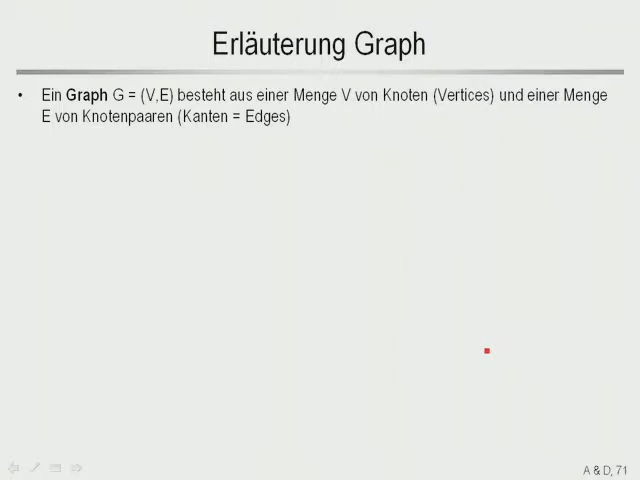 Erläuterung Graph
• Ein Graph G = (V,E) besteht aus einer Menge V von Knoten (Vertices) und einer Menge
E von Knotenpaaren (Kanten = Edges)
A & D, 71